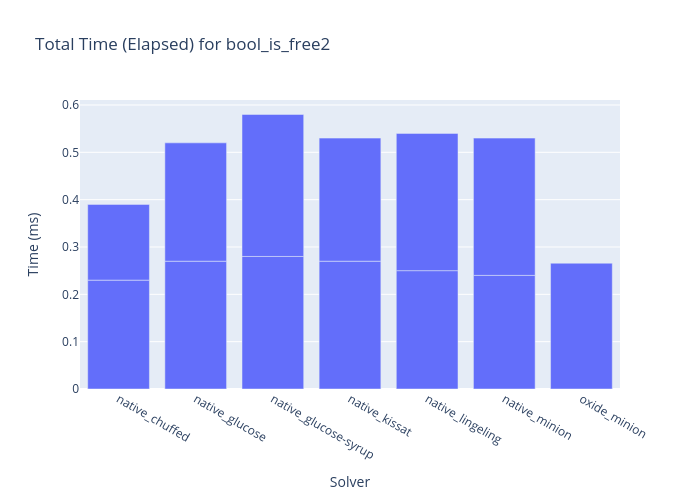 Total Time (Elapsed) for bool_is_free2
0.6
0.5
0.4
0.3
0.2
0.1
0
Time (ms)
native_chuffed
native_glucose
native_glucose-syrup
native_kissat
native_lingeling
native_minion
oxide_minion
Solver